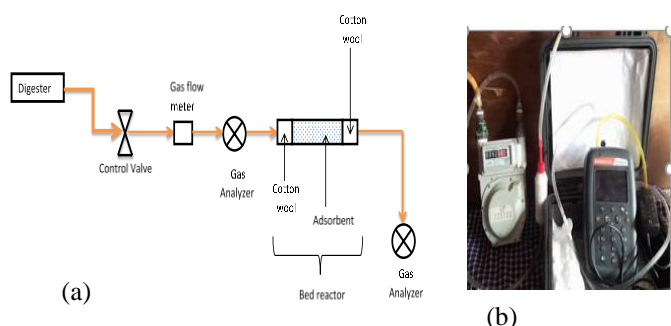 Cotton
wool
Digester
Gas flow
meter
Control Valve
Gas
Analyzer
Cotton
wool
Adsorbent
Bed reactor
Gas
Analyzer
(a)
(b)